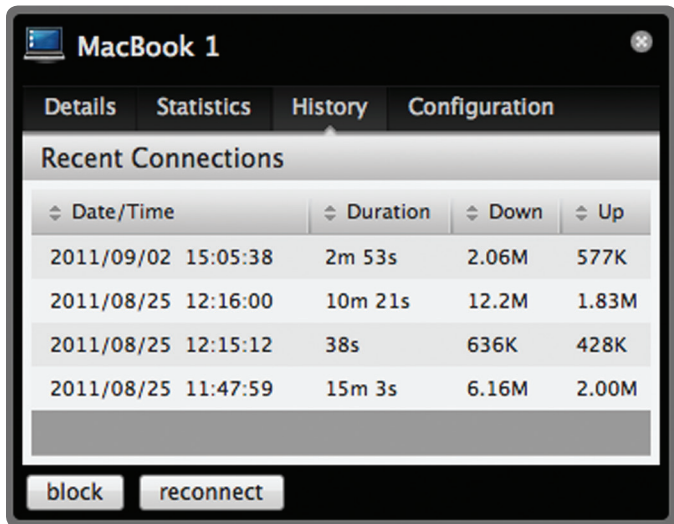 MacBook 1
Details Statistics History Configuration
Recent Connections
Date/Time Duration Down Up
2011/09/02 15:05:38 2m 53s 2.06M 577K
2011/08/25 12:16:00 10m 21s 12.2M 1.83M
2011/08/25 12:15:12 38s 636K 428K
2011/08/25 11:47:59 15m 3s 6.16M 2.00M
block reconnect